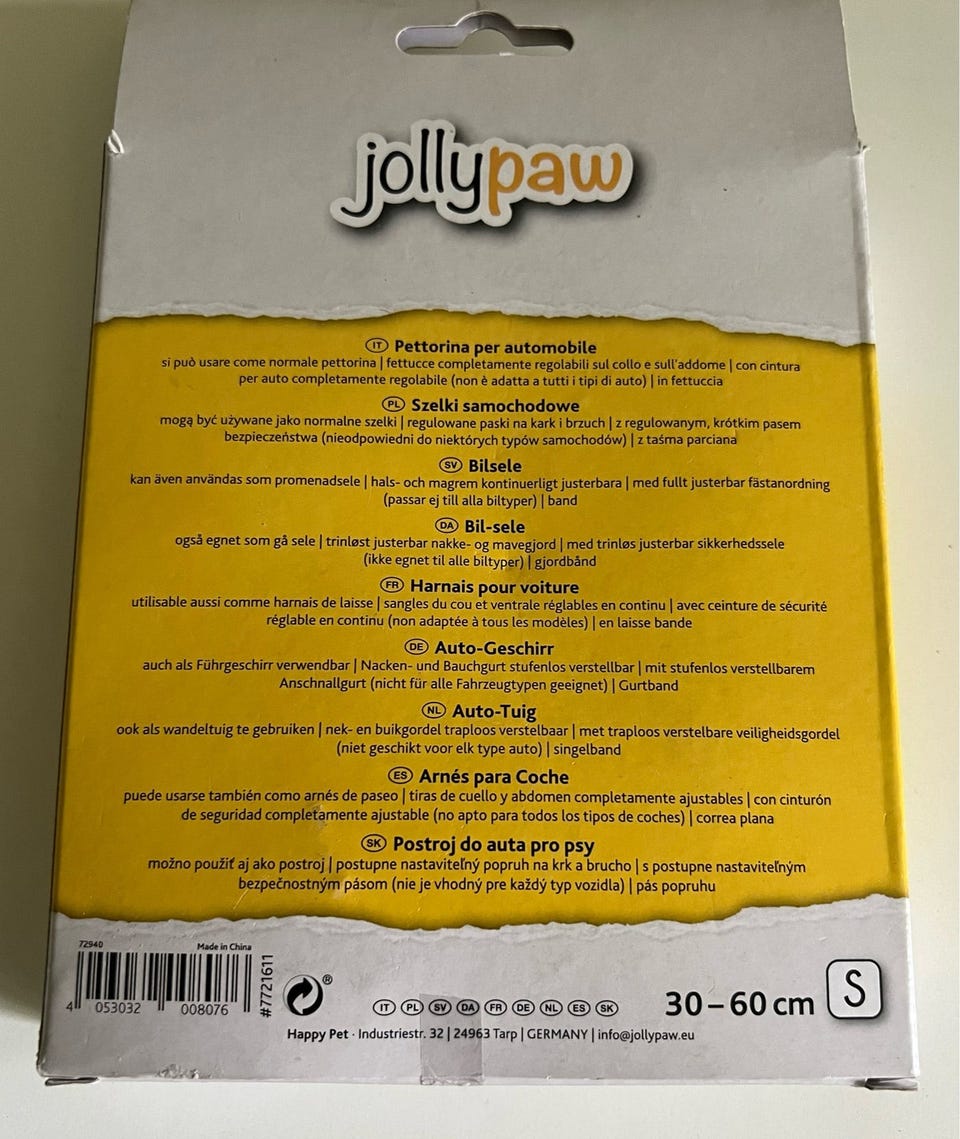 jollypaw
IT Pettorina per automobile
si può usare come normale pettorina | fettucce completamente regolabili sul collo e sull'addome | con cintura
per auto completamente regolabile (non è adatta a tutti i tipi di auto) | in fettuccia
PL Szelki samochodowe
mogą być używane jako normalne szelki | regulowane paski na kark i brzuch | z regulowanym, krótkim pasem
bezpieczeństwa (nieodpowiedni do niektórych typów samochodów) | z taśma parciana
SV Bilsele
kan även användas som promenadsele | hals- och magrem kontinuerligt justerbara | med fullt justerbar fästanordning
(passar ej till alla biltyper) | band
DA Bil-sele
også egnet som gå sele | trinløst justerbar nakke- og mavegjord | med trinløs justerbar sikkerhedssele
(ikke egnet til alle biltyper) | gjordbånd
FR Harnais pour voiture
utilisable aussi comme harnais de laisse | sangles du cou et ventrale réglables en continu | avec ceinture de sécurité
réglable en continu (non adaptée à tous les modèles) | en laisse bande
DE Auto-Geschirr
auch als Führgeschirr verwendbar | Nacken- und Bauchgurt stufenlos verstellbar | mit stufenlos verstellbarem
Anschnallgurt (nicht für alle Fahrzeugtypen geeignet) | Gurtband
NL Auto-Tuig
ook als wandeltuig te gebruiken | nek- en buikgordel traploos verstelbaar | met traploos verstelbare veiligheidsgordel
(niet geschikt voor elk type auto) | singelband
ES Arnés para Coche
puede usarse también como arnés de paseo | tiras de cuello y abdomen completamente ajustables | con cinturón
de seguridad completamente ajustable (no apto para todos los tipos de coches) | correa plana
SK Postroj do auta pro psy
možno použiť aj ako postroj | postupne nastaviteľný popruh na krk a brucho | s postupne nastaviteľným
bezpečnostným pásom (nie je vhodný pre každý typ vozidla) | pás popruhu
72940 Made in China
4 053032 008076
#7721611
®
IT PL SV DA FR DE NL ES SK
30 – 60 cm S
Happy Pet · Industriestr. 32 | 24963 Tarp | GERMANY | info@jollypaw.eu